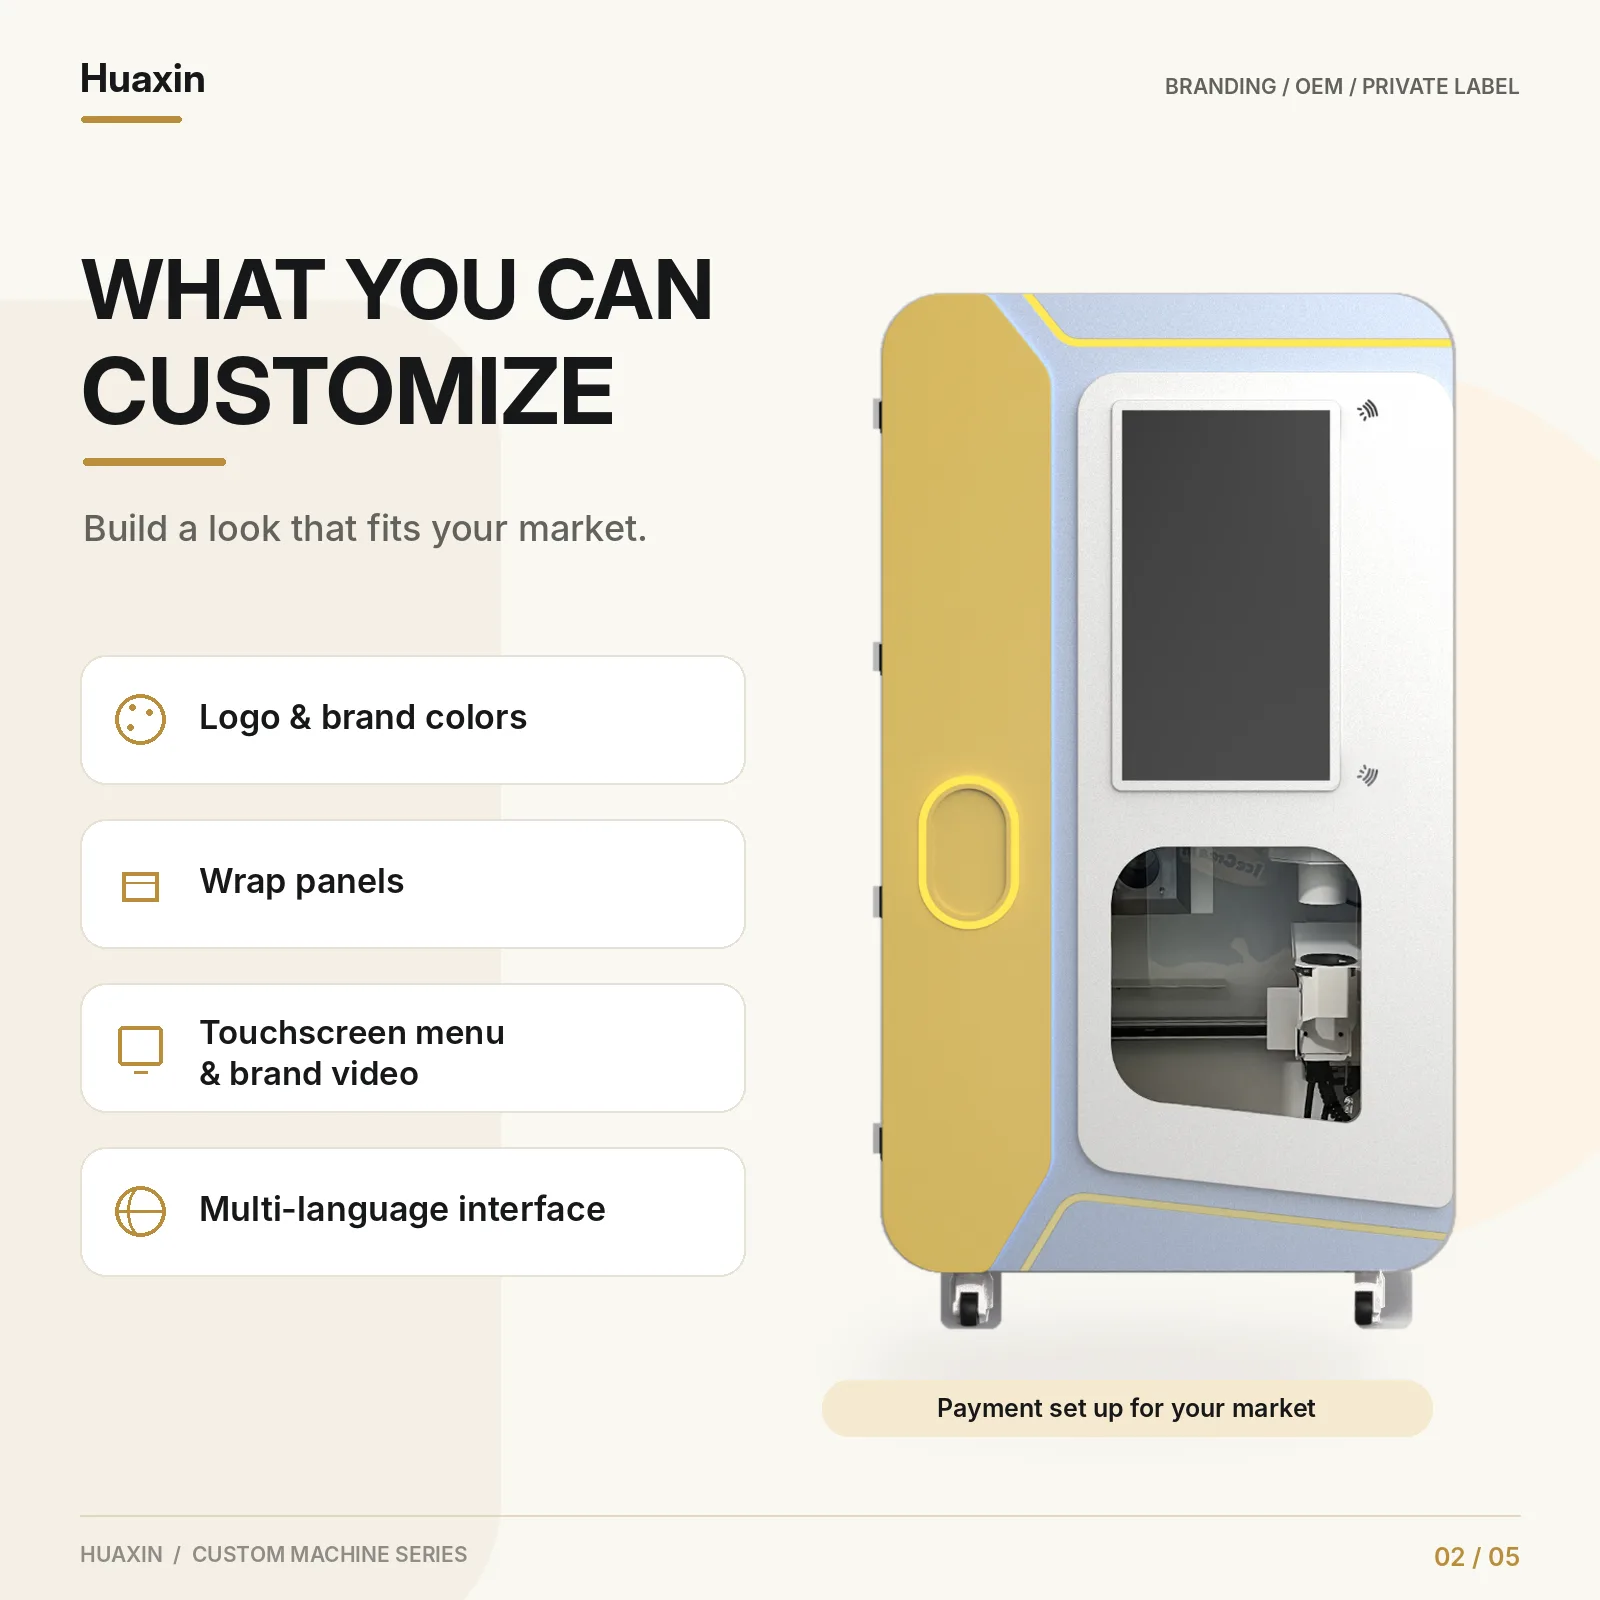 Huaxin
BRANDING / OEM / PRIVATE LABEL
WHAT YOU CAN
CUSTOMIZE
Build a look that fits your market.
Logo & brand colors
Wrap panels
Touchscreen menu
& brand video
Multi-language interface
IceCream
Payment set up for your market
HUAXIN / CUSTOM MACHINE SERIES
02 / 05